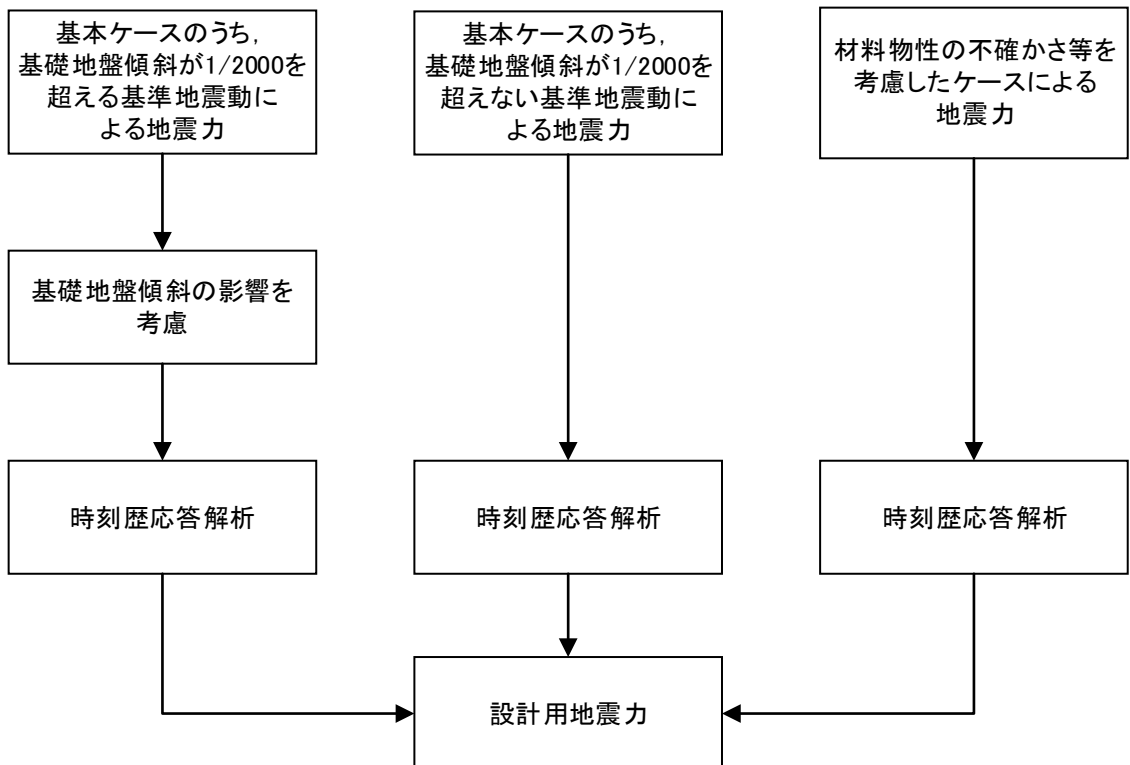 基本ケースのうち,
基礎地盤傾斜が1/2000を
超える基準地震動に
よる地震力
基本ケースのうち,
基礎地盤傾斜が1/2000を
超えない基準地震動に
よる地震力
材料物性の不確かさ等を
考慮したケースによる
地震力
基礎地盤傾斜の影響を
考慮
時刻歴応答解析
時刻歴応答解析
時刻歴応答解析
設計用地震力